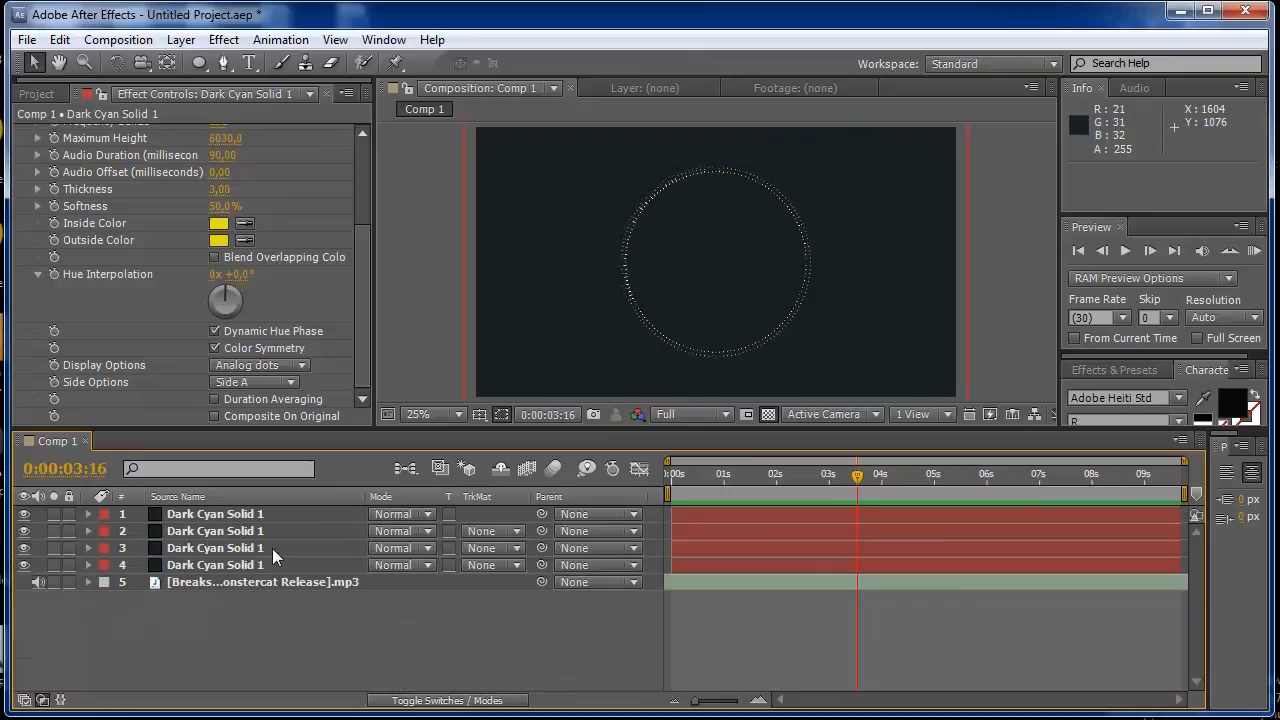 Adobe After Effects - Untitled Project.aep *
File Edit Composition Layer Effect Animation View Window Help
Workspace: Standard Search Help
Project Effect Controls: Dark Cyan Solid 1
Comp 1 • Dark Cyan Solid 1
Maximum Height 6030,0
Audio Duration (millisecon 90,00
Audio Offset (milliseconds) 0,00
Thickness 3,00
Softness 50,0%
Inside Color
Outside Color
Blend Overlapping Colo
Hue Interpolation 0x +0,0°
Dynamic Hue Phase
Color Symmetry
Display Options Analog dots
Side Options Side A
Duration Averaging
Composite On Original
Composition: Comp 1 Layer: (none) Footage: (none)
Comp 1
25% 0:00:03:16 Full Active Camera 1 View
Info Audio
R: 21 X: 1604
G: 31 Y: 1076
B: 32
A: 255
Preview
RAM Preview Options
Frame Rate Skip Resolution
(30) 0 Auto
From Current Time Full Screen
Effects & Presets Characte
Adobe Heiti Std
R
Comp 1
0:00:03:16
:00s 01s 02s 03s 04s 05s 06s 07s 08s 09s
# Source Name Mode T TrkMat Parent
1 Dark Cyan Solid 1 Normal None
2 Dark Cyan Solid 1 Normal None None
3 Dark Cyan Solid 1 Normal None None
4 Dark Cyan Solid 1 Normal None None
5 [Breaks...onstercat Release].mp3 None
Toggle Switches / Modes
P
0 px
0 px